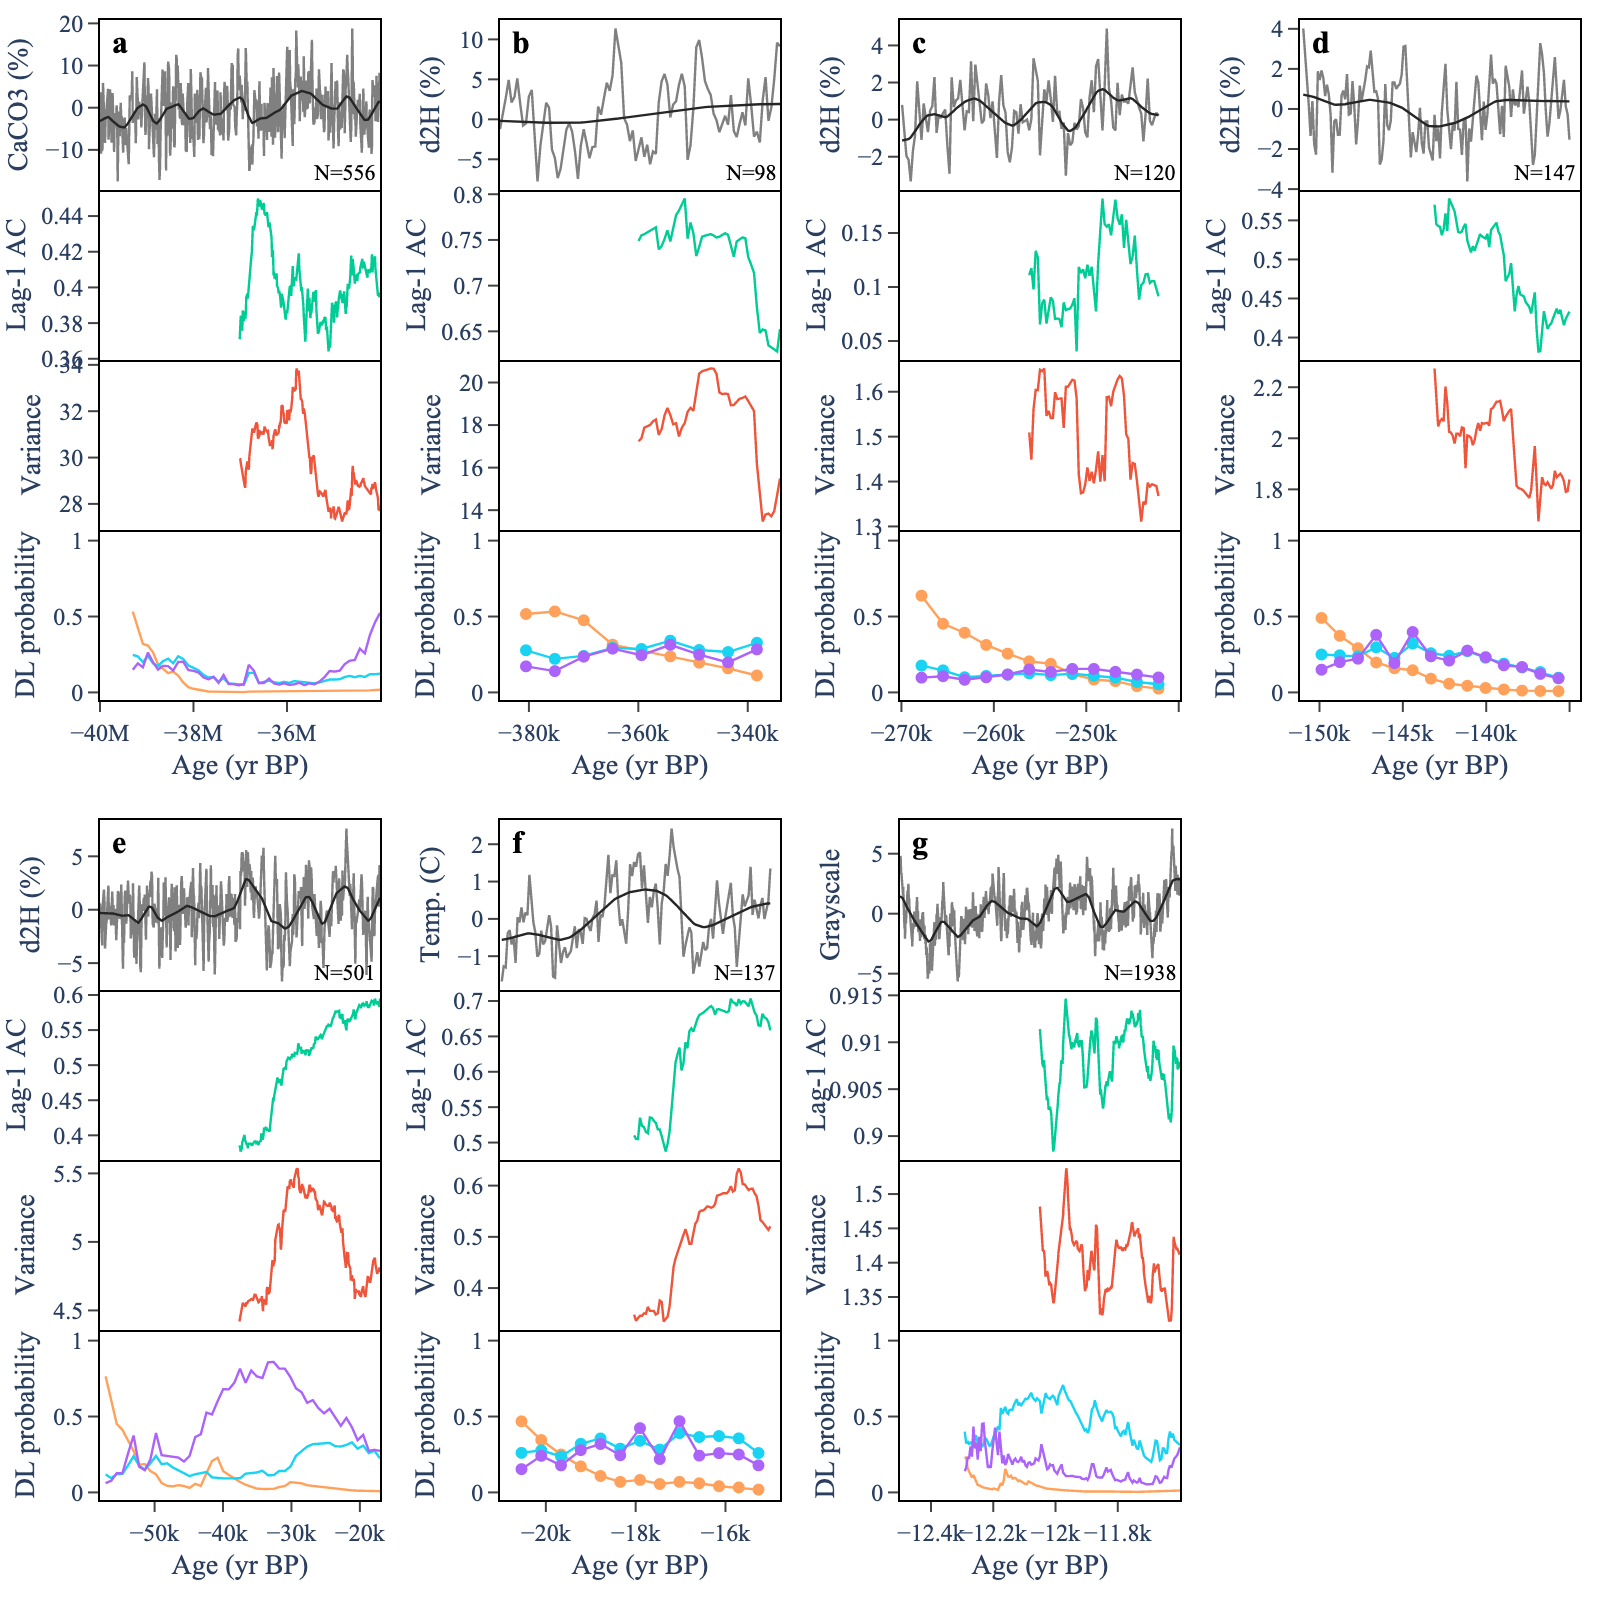 a
CaCO3 (%)
20
10
0
−10
N=556
Lag-1 AC
0.44
0.42
0.4
0.38
0.36
Variance
34
32
30
28
DL probability
1
0.5
0
−40M −38M −36M
Age (yr BP)
b
d2H (%)
10
5
0
−5
N=98
Lag-1 AC
0.8
0.75
0.7
0.65
Variance
20
18
16
14
DL probability
1
0.5
0
−380k −360k −340k
Age (yr BP)
c
d2H (%)
4
2
0
−2
N=120
Lag-1 AC
0.15
0.1
0.05
Variance
1.6
1.5
1.4
1.3
DL probability
1
0.5
0
−270k −260k −250k
Age (yr BP)
d
d2H (%)
4
2
0
−2
−4
N=147
Lag-1 AC
0.55
0.5
0.45
0.4
Variance
2.2
2
1.8
DL probability
1
0.5
0
−150k −145k −140k
Age (yr BP)
e
d2H (%)
5
0
−5
N=501
Lag-1 AC
0.6
0.55
0.5
0.45
0.4
Variance
5.5
5
4.5
DL probability
1
0.5
0
−50k −40k −30k −20k
Age (yr BP)
f
Temp. (C)
2
1
0
−1
N=137
Lag-1 AC
0.7
0.65
0.6
0.55
0.5
Variance
0.6
0.5
0.4
DL probability
1
0.5
0
−20k −18k −16k
Age (yr BP)
g
Grayscale
5
0
−5
N=1938
Lag-1 AC
0.915
0.91
0.905
0.9
Variance
1.5
1.45
1.4
1.35
DL probability
1
0.5
0
−12.4k −12.2k −12k −11.8k
Age (yr BP)